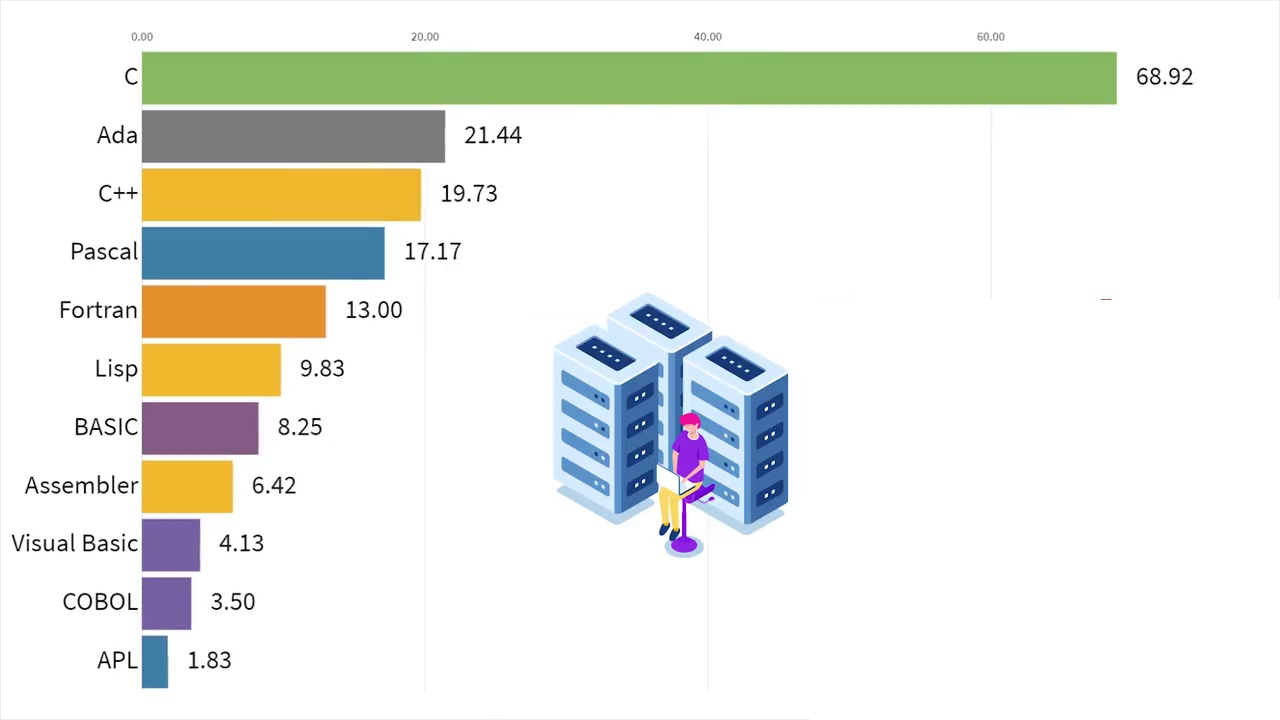 0.00 20.00 40.00 60.00
C 68.92
Ada 21.44
C++ 19.73
Pascal 17.17
Fortran 13.00
Lisp 9.83
BASIC 8.25
Assembler 6.42
Visual Basic 4.13
COBOL 3.50
APL 1.83